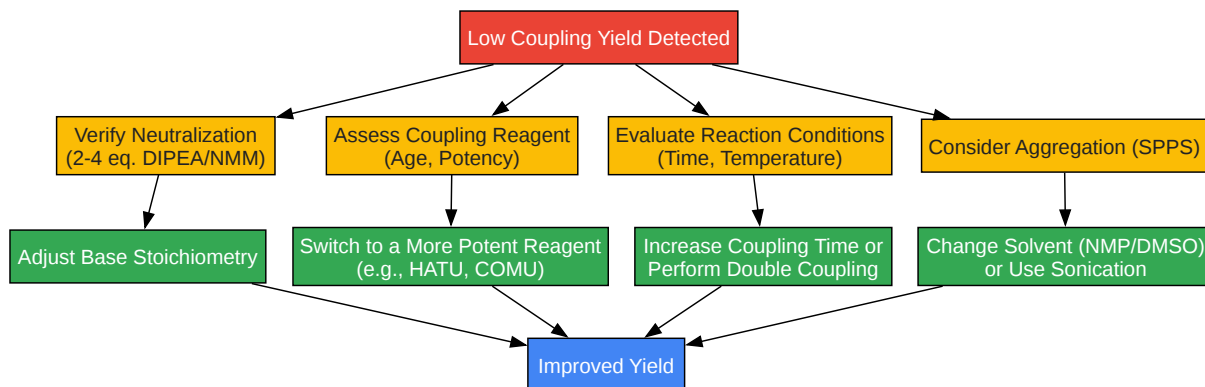 Low Coupling Yield Detected
Verify Neutralization
(2-4 eq. DIPEA/NMM)
Assess Coupling Reagent
(Age, Potency)
Evaluate Reaction Conditions
(Time, Temperature)
Consider Aggregation (SPPS)
Adjust Base Stoichiometry
Switch to a More Potent Reagent
(e.g., HATU, COMU)
Increase Coupling Time or
Perform Double Coupling
Change Solvent (NMP/DMSO)
or Use Sonication
Improved Yield